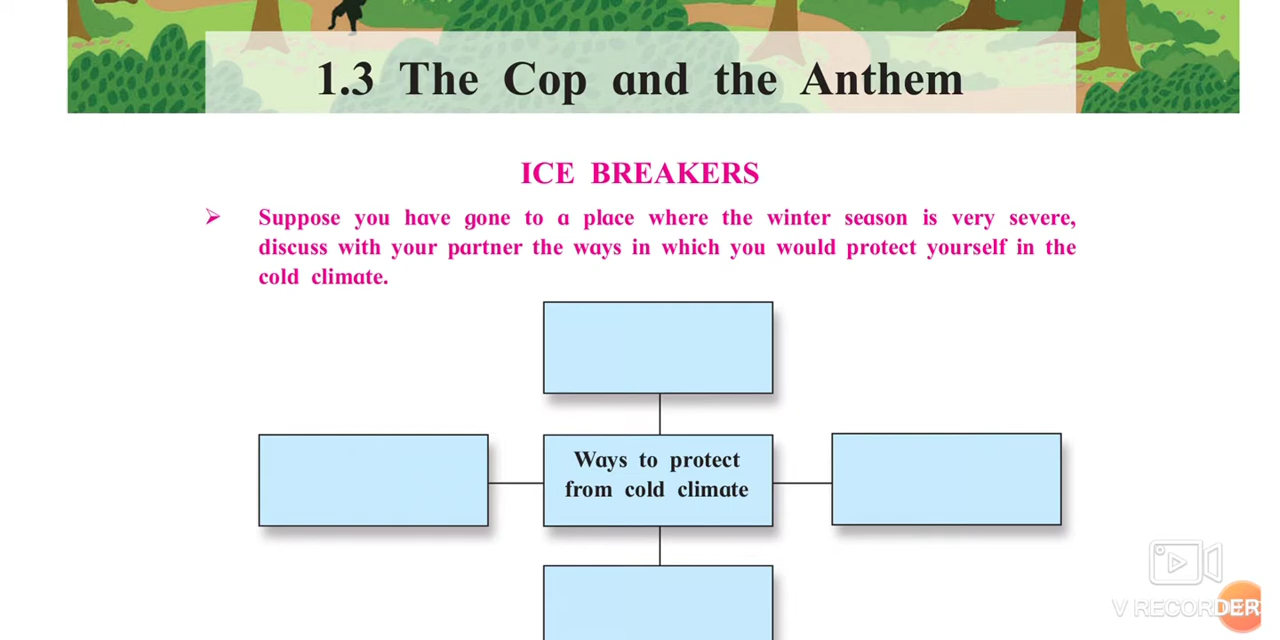 1.3 The Cop and the Anthem
ICE BREAKERS
Suppose you have gone to a place where the winter season is very severe,
discuss with your partner the ways in which you would protect yourself in the
cold climate.
Ways to protect
from cold climate
V RECORDER